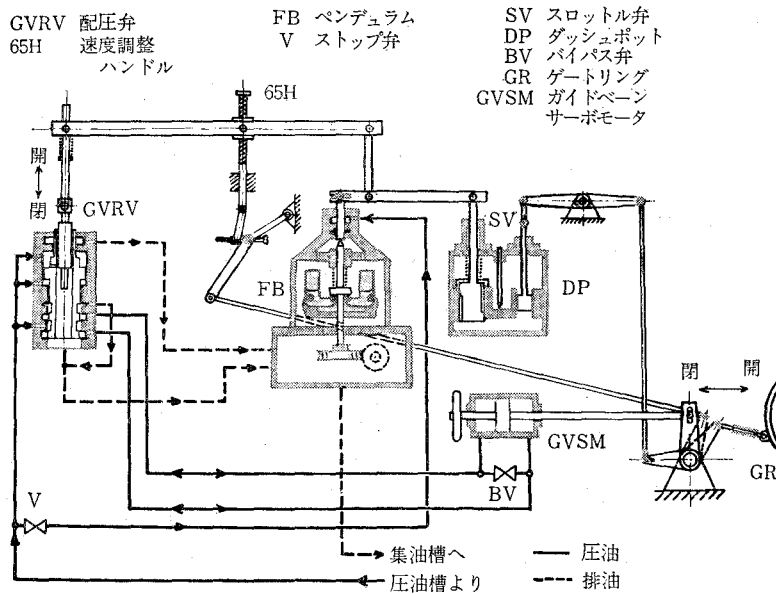 GVRV 配圧弁
65H 速度調整
ハンドル
FB ペンデュラム
V ストップ弁
SV スロットル弁
DP ダッシュポット
BV バイパス弁
GR ゲートリング
GVSM ガイドベーン
サーボモータ
65H
開
閉
GVRV
SV
FB
DP
閉 開
GVSM
GR
BV
V
集油槽へ
圧油槽より
圧油
排油